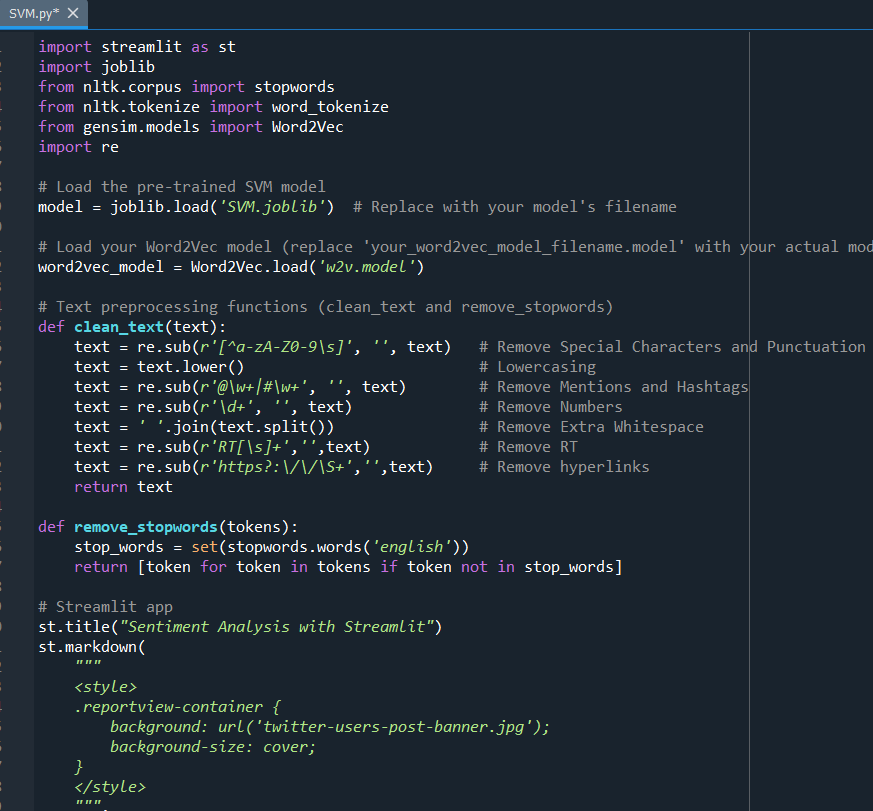 SVM.py* X
import streamlit as st
import joblib
from nltk.corpus import stopwords
from nltk.tokenize import word_tokenize
from gensim.models import Word2Vec
import re
# Load the pre-trained SVM model
model = joblib.load('SVM.joblib')  # Replace with your model's filename
# Load your Word2Vec model (replace 'your_word2vec_model_filename.model' with your actual mod
word2vec_model = Word2Vec.load('w2v.model')
# Text preprocessing functions (clean_text and remove_stopwords)
def clean_text(text):
    text = re.sub(r'[^a-zA-Z0-9\s]', '', text)   # Remove Special Characters and Punctuation
    text = text.lower()                          # Lowercasing
    text = re.sub(r'@\w+|#\w+', '', text)        # Remove Mentions and Hashtags
    text = re.sub(r'\d+', '', text)              # Remove Numbers
    text = ' '.join(text.split())                # Remove Extra Whitespace
    text = re.sub(r'RT[\s]+','',text)            # Remove RT
    text = re.sub(r'https?:\/\/\S+','',text)     # Remove hyperlinks
    return text
def remove_stopwords(tokens):
    stop_words = set(stopwords.words('english'))
    return [token for token in tokens if token not in stop_words]
# Streamlit app
st.title("Sentiment Analysis with Streamlit")
st.markdown(
    """
    <style>
    .reportview-container {
        background: url('twitter-users-post-banner.jpg');
        background-size: cover;
    }
    </style>
    """